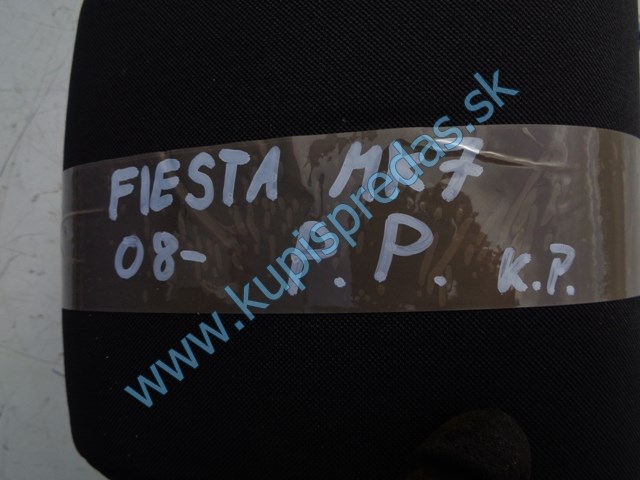 FIESTA MK7
08- P.P. K.P.
www.kupispredas.sk